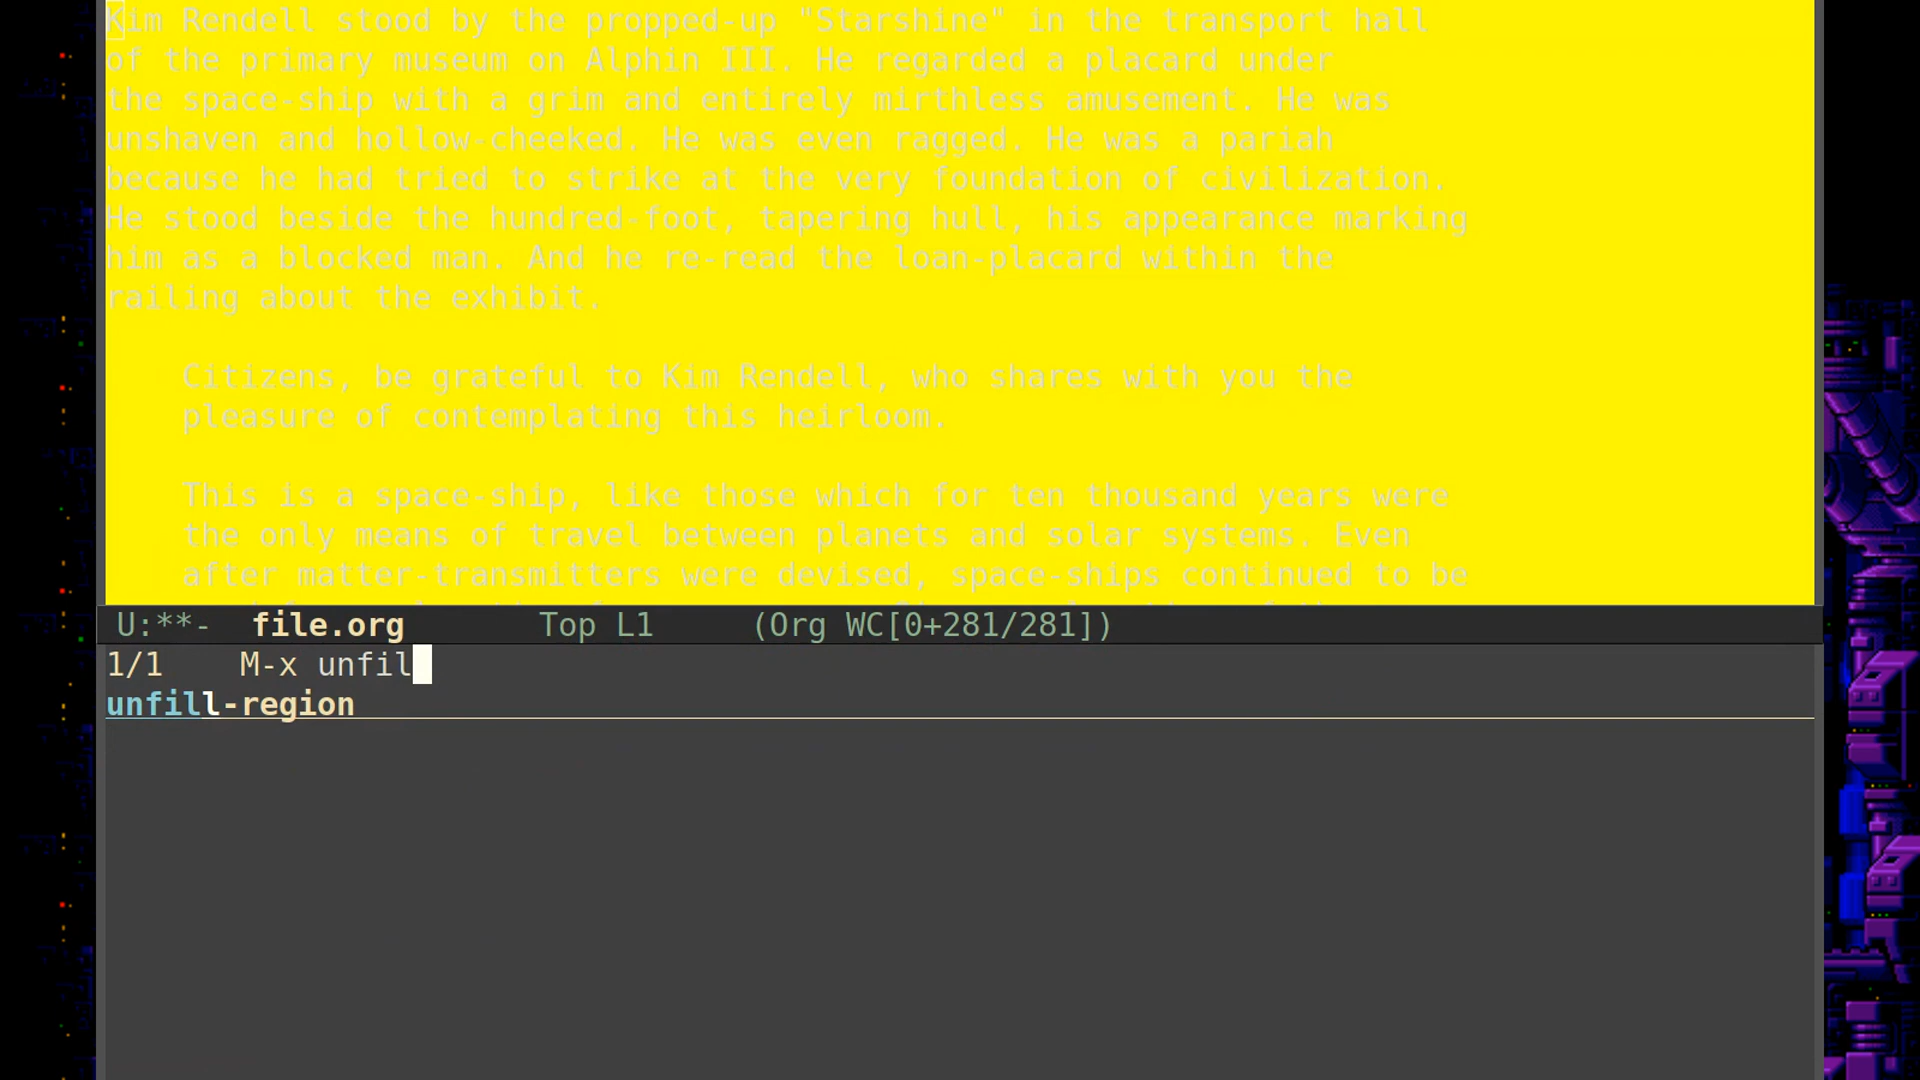 Kim Rendell stood by the propped-up "Starshine" in the transport hall
of the primary museum on Alphin III. He regarded a placard under
the space-ship with a grim and entirely mirthless amusement. He was
unshaven and hollow-cheeked. He was even ragged. He was a pariah
because he had tried to strike at the very foundation of civilization.
He stood beside the hundred-foot, tapering hull, his appearance marking
him as a blocked man. And he re-read the loan-placard within the
railing about the exhibit.
Citizens, be grateful to Kim Rendell, who shares with you the
pleasure of contemplating this heirloom.
This is a space-ship, like those which for ten thousand years were
the only means of travel between planets and solar systems. Even
after matter-transmitters were devised, space-ships continued to be
U:**- file.org Top L1 (Org WC[0+281/281])
1/1 M-x unfil
unfill-region